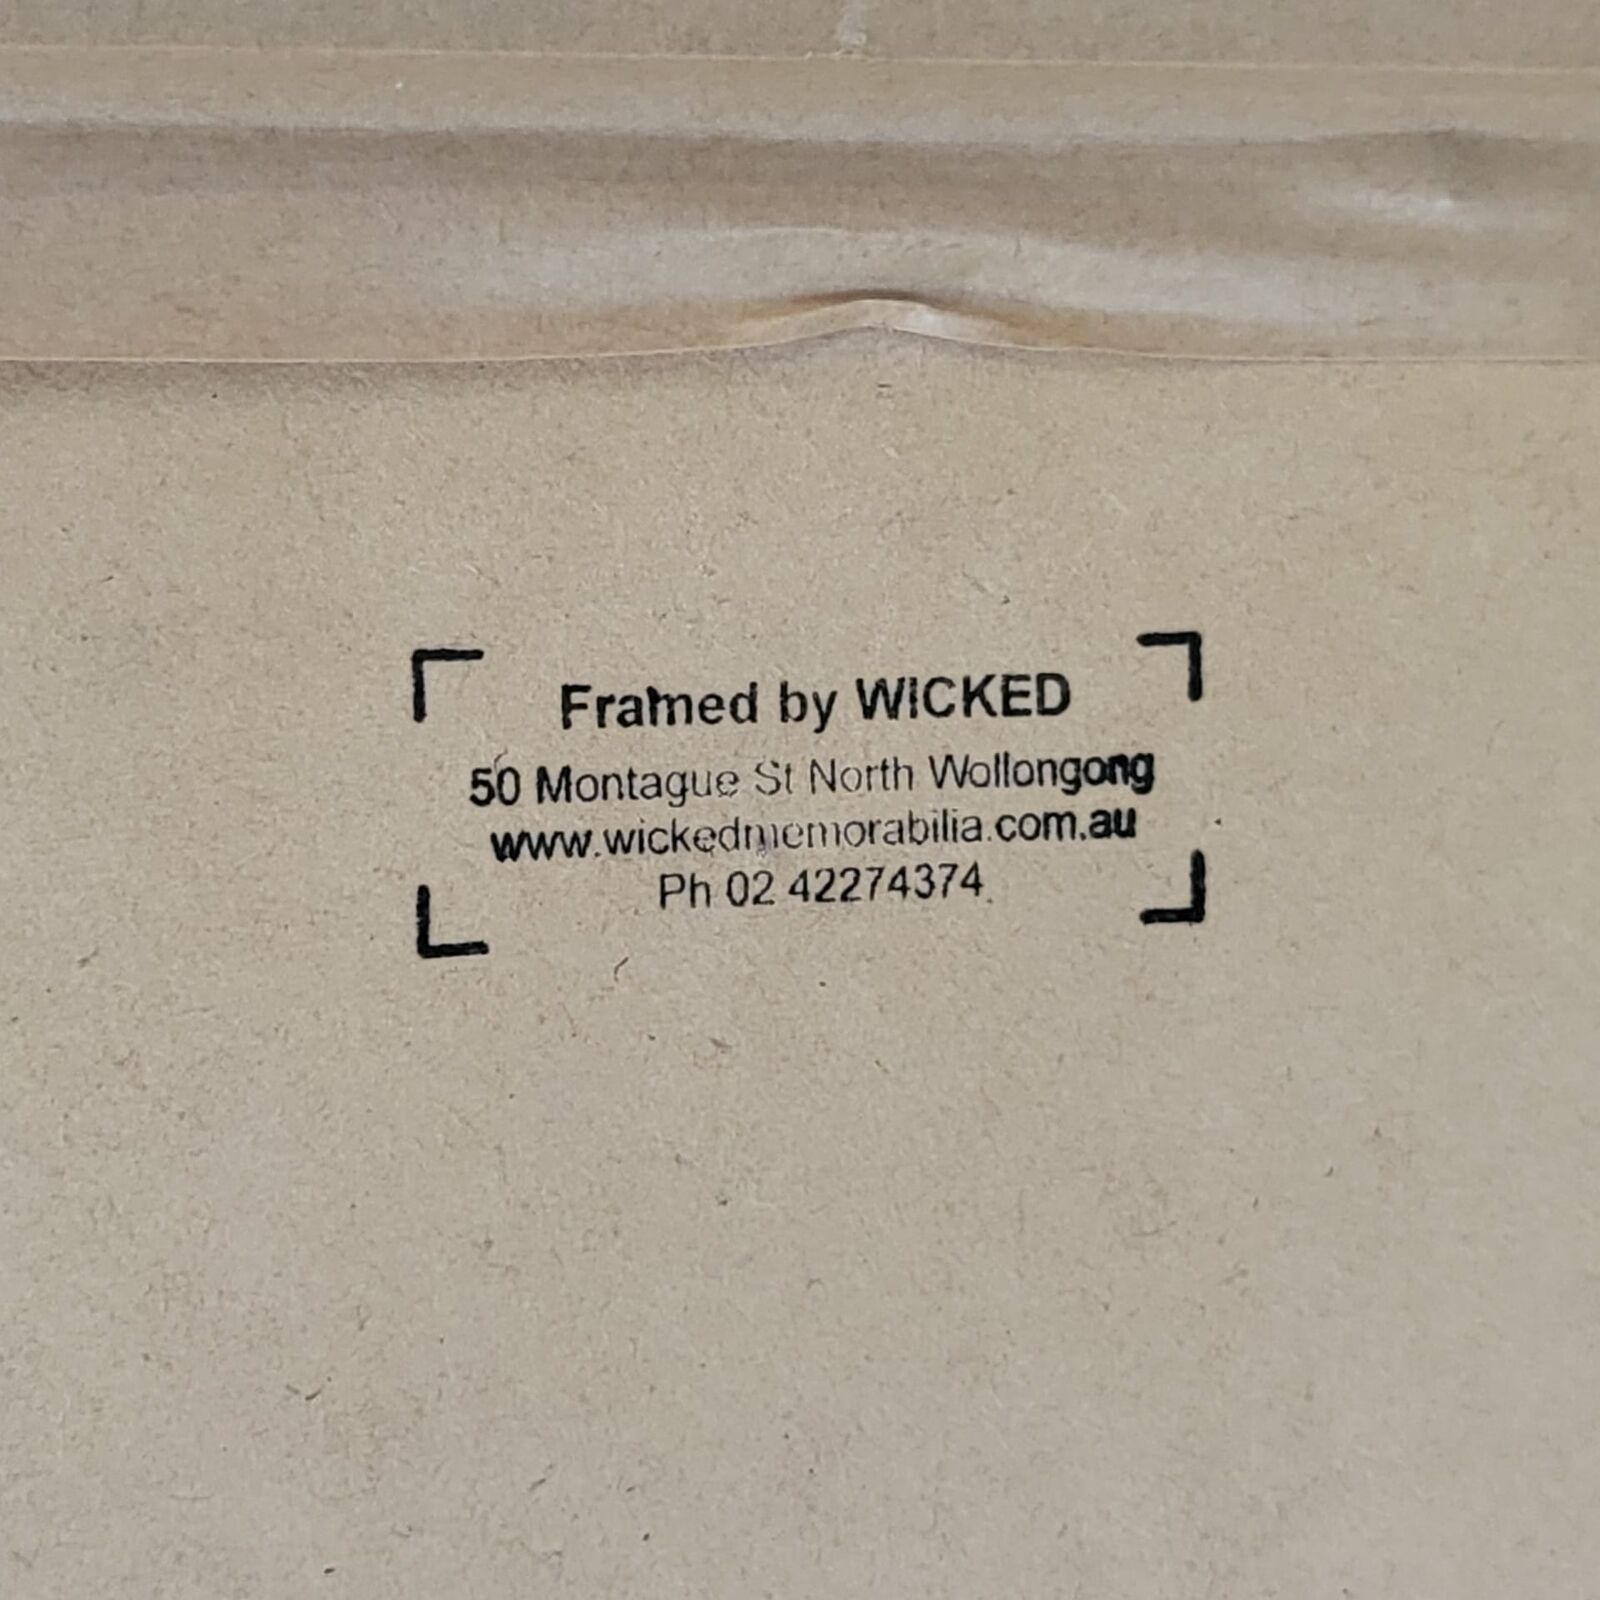 Framed by WICKED
50 Montague St North Wollongong
www.wickedmemorabilia.com.au
Ph 02 42274374